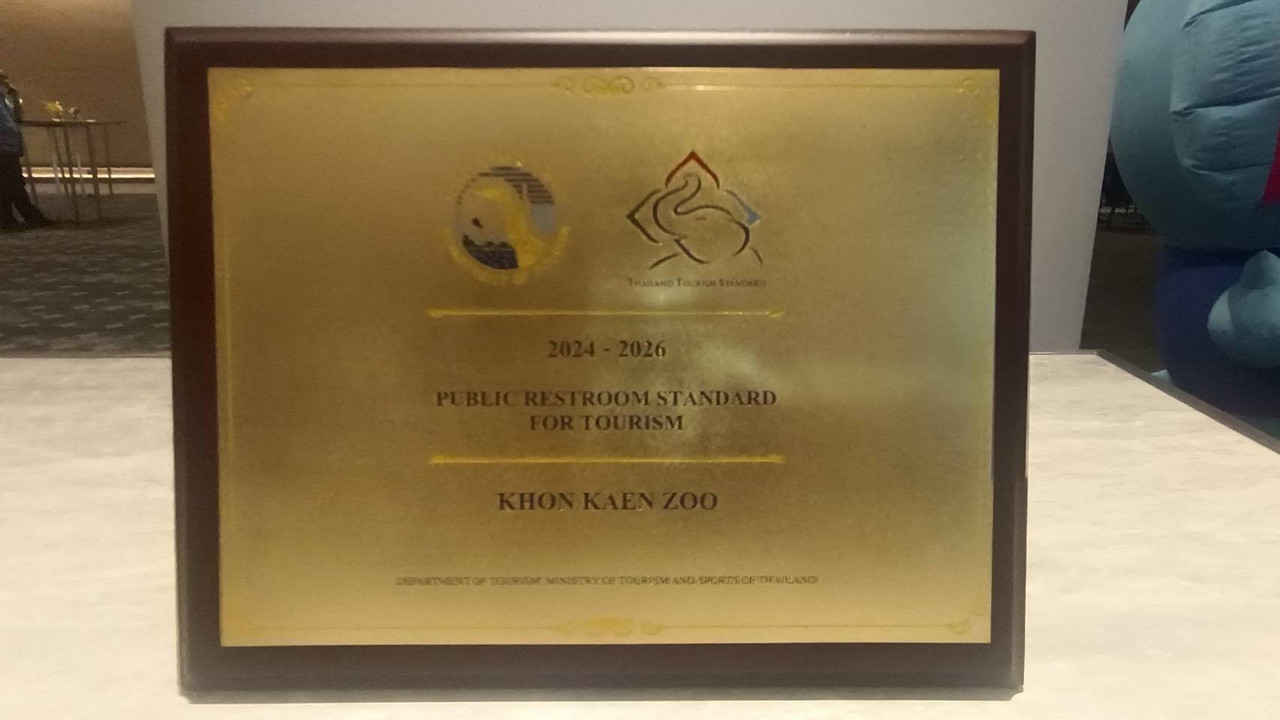 THAILAND TOURISM STANDARD
2024 - 2026
PUBLIC RESTROOM STANDARD
FOR TOURISM
KHON KAEN ZOO
DEPARTMENT OF TOURISM, MINISTRY OF TOURISM AND SPORTS OF THAILAND